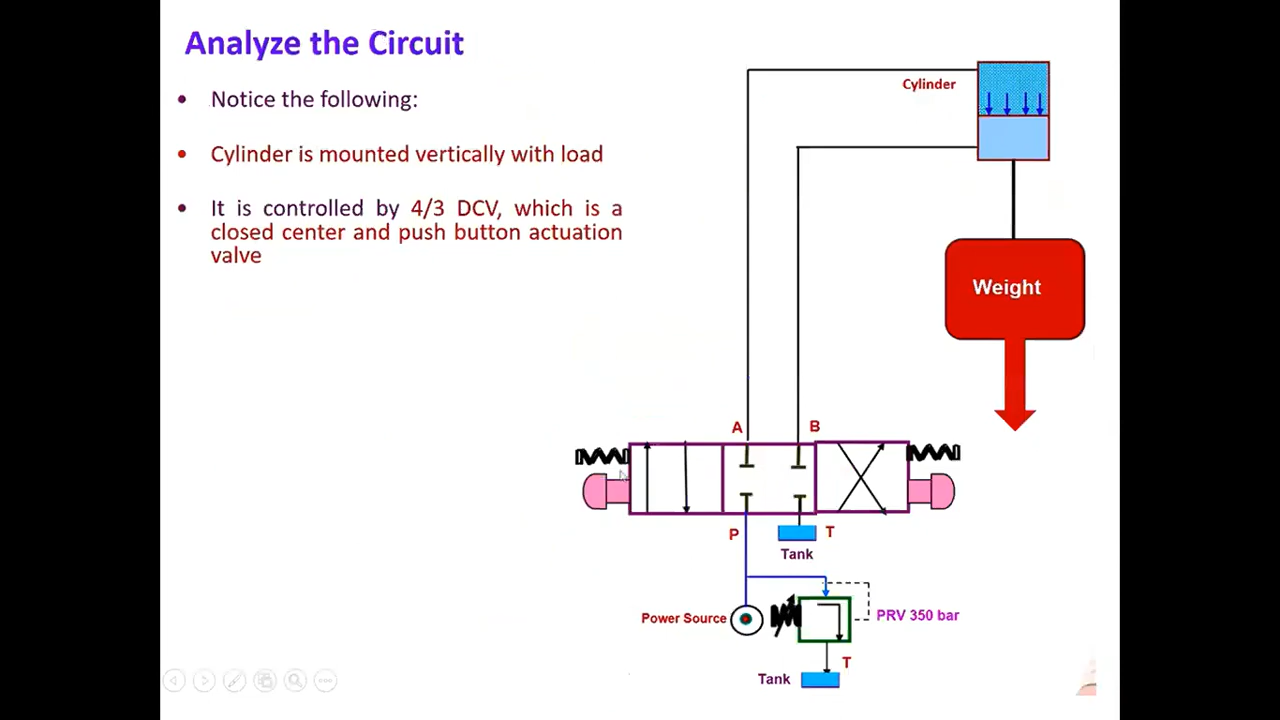 Analyze the Circuit
• Notice the following:
• Cylinder is mounted vertically with load
• It is controlled by 4/3 DCV, which is a
closed center and push button actuation
valve
Cylinder
Weight
A
B
P
T
Tank
Power Source
PRV 350 bar
T
Tank